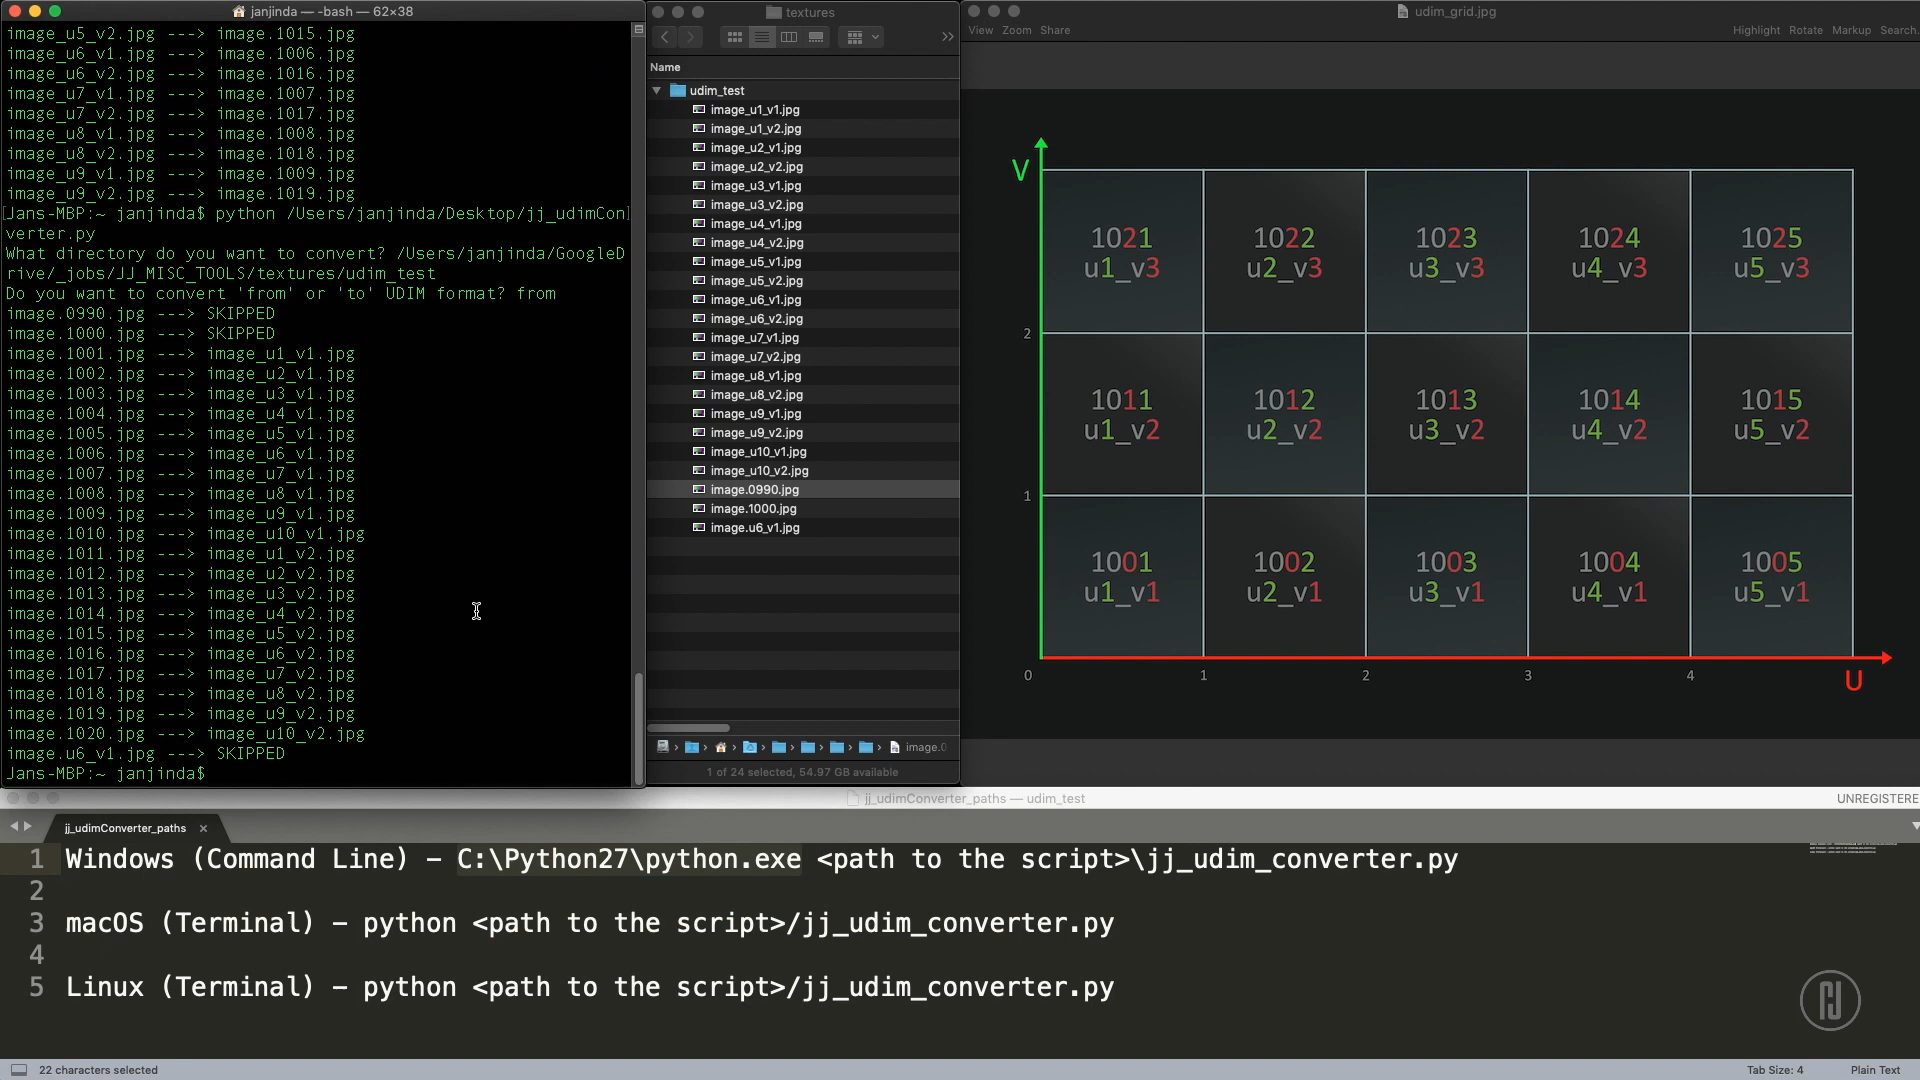 janjinda — -bash — 62×38
image_u5_v2.jpg ---> image.1015.jpg
image_u6_v1.jpg ---> image.1006.jpg
image_u6_v2.jpg ---> image.1016.jpg
image_u7_v1.jpg ---> image.1007.jpg
image_u7_v2.jpg ---> image.1017.jpg
image_u8_v1.jpg ---> image.1008.jpg
image_u8_v2.jpg ---> image.1018.jpg
image_u9_v1.jpg ---> image.1009.jpg
image_u9_v2.jpg ---> image.1019.jpg
[Jans-MBP:~ janjinda$ python /Users/janjinda/Desktop/jj_udimCon]
verter.py
What directory do you want to convert? /Users/janjinda/GoogleD
rive/_jobs/JJ_MISC_TOOLS/textures/udim_test
Do you want to convert 'from' or 'to' UDIM format? from
image.0990.jpg ---> SKIPPED
image.1000.jpg ---> SKIPPED
image.1001.jpg ---> image_u1_v1.jpg
image.1002.jpg ---> image_u2_v1.jpg
image.1003.jpg ---> image_u3_v1.jpg
image.1004.jpg ---> image_u4_v1.jpg
image.1005.jpg ---> image_u5_v1.jpg
image.1006.jpg ---> image_u6_v1.jpg
image.1007.jpg ---> image_u7_v1.jpg
image.1008.jpg ---> image_u8_v1.jpg
image.1009.jpg ---> image_u9_v1.jpg
image.1010.jpg ---> image_u10_v1.jpg
image.1011.jpg ---> image_u1_v2.jpg
image.1012.jpg ---> image_u2_v2.jpg
image.1013.jpg ---> image_u3_v2.jpg
image.1014.jpg ---> image_u4_v2.jpg
image.1015.jpg ---> image_u5_v2.jpg
image.1016.jpg ---> image_u6_v2.jpg
image.1017.jpg ---> image_u7_v2.jpg
image.1018.jpg ---> image_u8_v2.jpg
image.1019.jpg ---> image_u9_v2.jpg
image.1020.jpg ---> image_u10_v2.jpg
image.u6_v1.jpg ---> SKIPPED
Jans-MBP:~ janjinda$
textures
Name
udim_test
image_u1_v1.jpg
image_u1_v2.jpg
image_u2_v1.jpg
image_u2_v2.jpg
image_u3_v1.jpg
image_u3_v2.jpg
image_u4_v1.jpg
image_u4_v2.jpg
image_u5_v1.jpg
image_u5_v2.jpg
image_u6_v1.jpg
image_u6_v2.jpg
image_u7_v1.jpg
image_u7_v2.jpg
image_u8_v1.jpg
image_u8_v2.jpg
image_u9_v1.jpg
image_u9_v2.jpg
image_u10_v1.jpg
image_u10_v2.jpg
image.0990.jpg
image.1000.jpg
image.u6_v1.jpg
image.0
1 of 24 selected, 54.97 GB available
udim_grid.jpg
View Zoom Share Highlight Rotate Markup Search
V
1021 1022 1023 1024 1025
u1_v3 u2_v3 u3_v3 u4_v3 u5_v3
2
1011 1012 1013 1014 1015
u1_v2 u2_v2 u3_v2 u4_v2 u5_v2
1
1001 1002 1003 1004 1005
u1_v1 u2_v1 u3_v1 u4_v1 u5_v1
0 1 2 3 4 U
jj_udimConverter_paths — udim_test UNREGISTERE
jj_udimConverter_paths ×
1 Windows (Command Line) – C:\Python27\python.exe <path to the script>\jj_udim_converter.py
2
3 macOS (Terminal) – python <path to the script>/jj_udim_converter.py
4
5 Linux (Terminal) – python <path to the script>/jj_udim_converter.py
22 characters selected Tab Size: 4 Plain Text